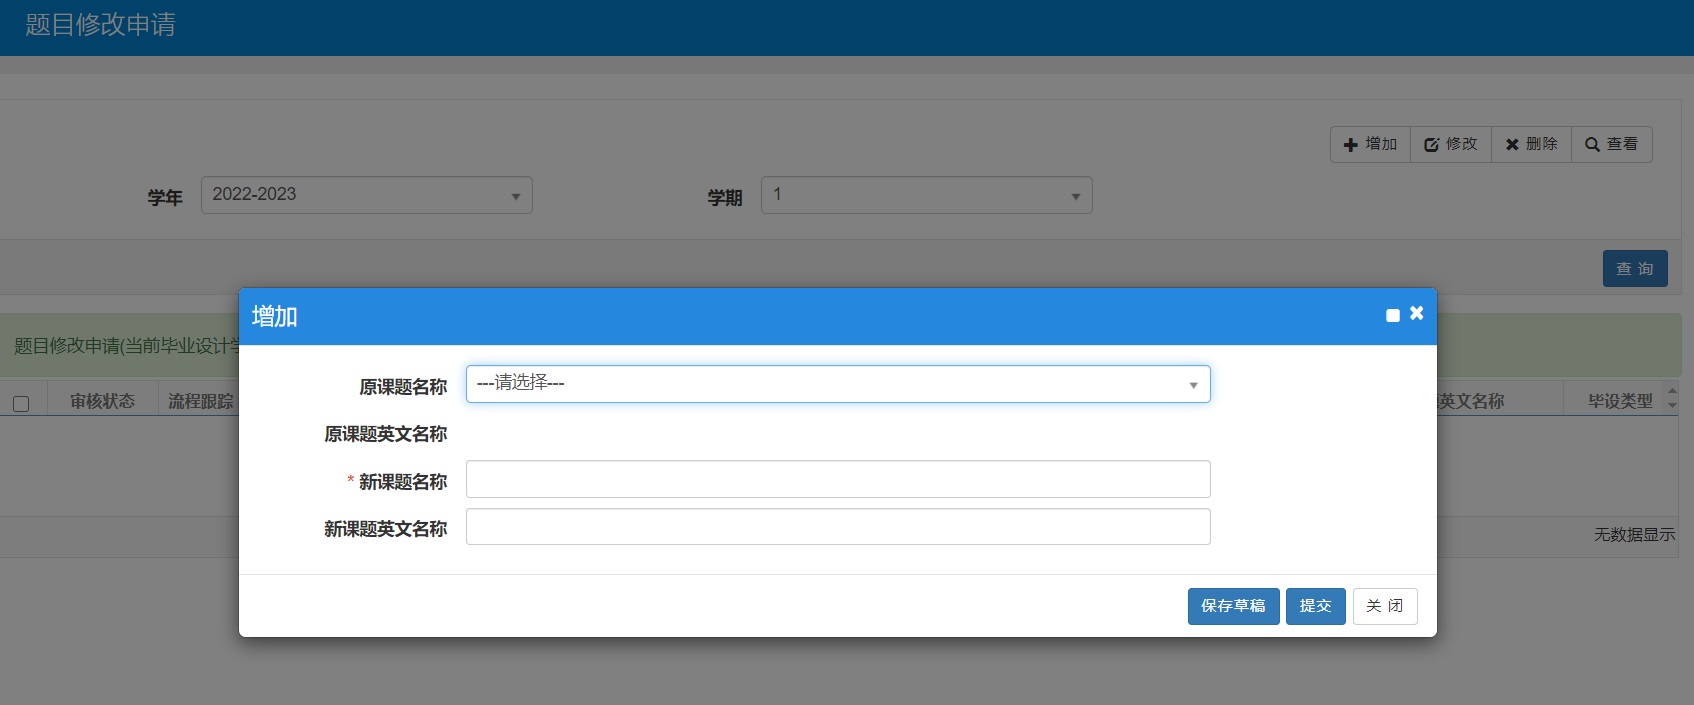 题目修改申请
增加 修改 删除 查看
学年 2022-2023 学期 1
查 询
增加
题目修改申请(当前毕业设计学
原课题名称 ---请选择---
审核状态 流程跟踪 英文名称 毕设类型
原课题英文名称
* 新课题名称
新课题英文名称
无数据显示
保存草稿 提交 关 闭